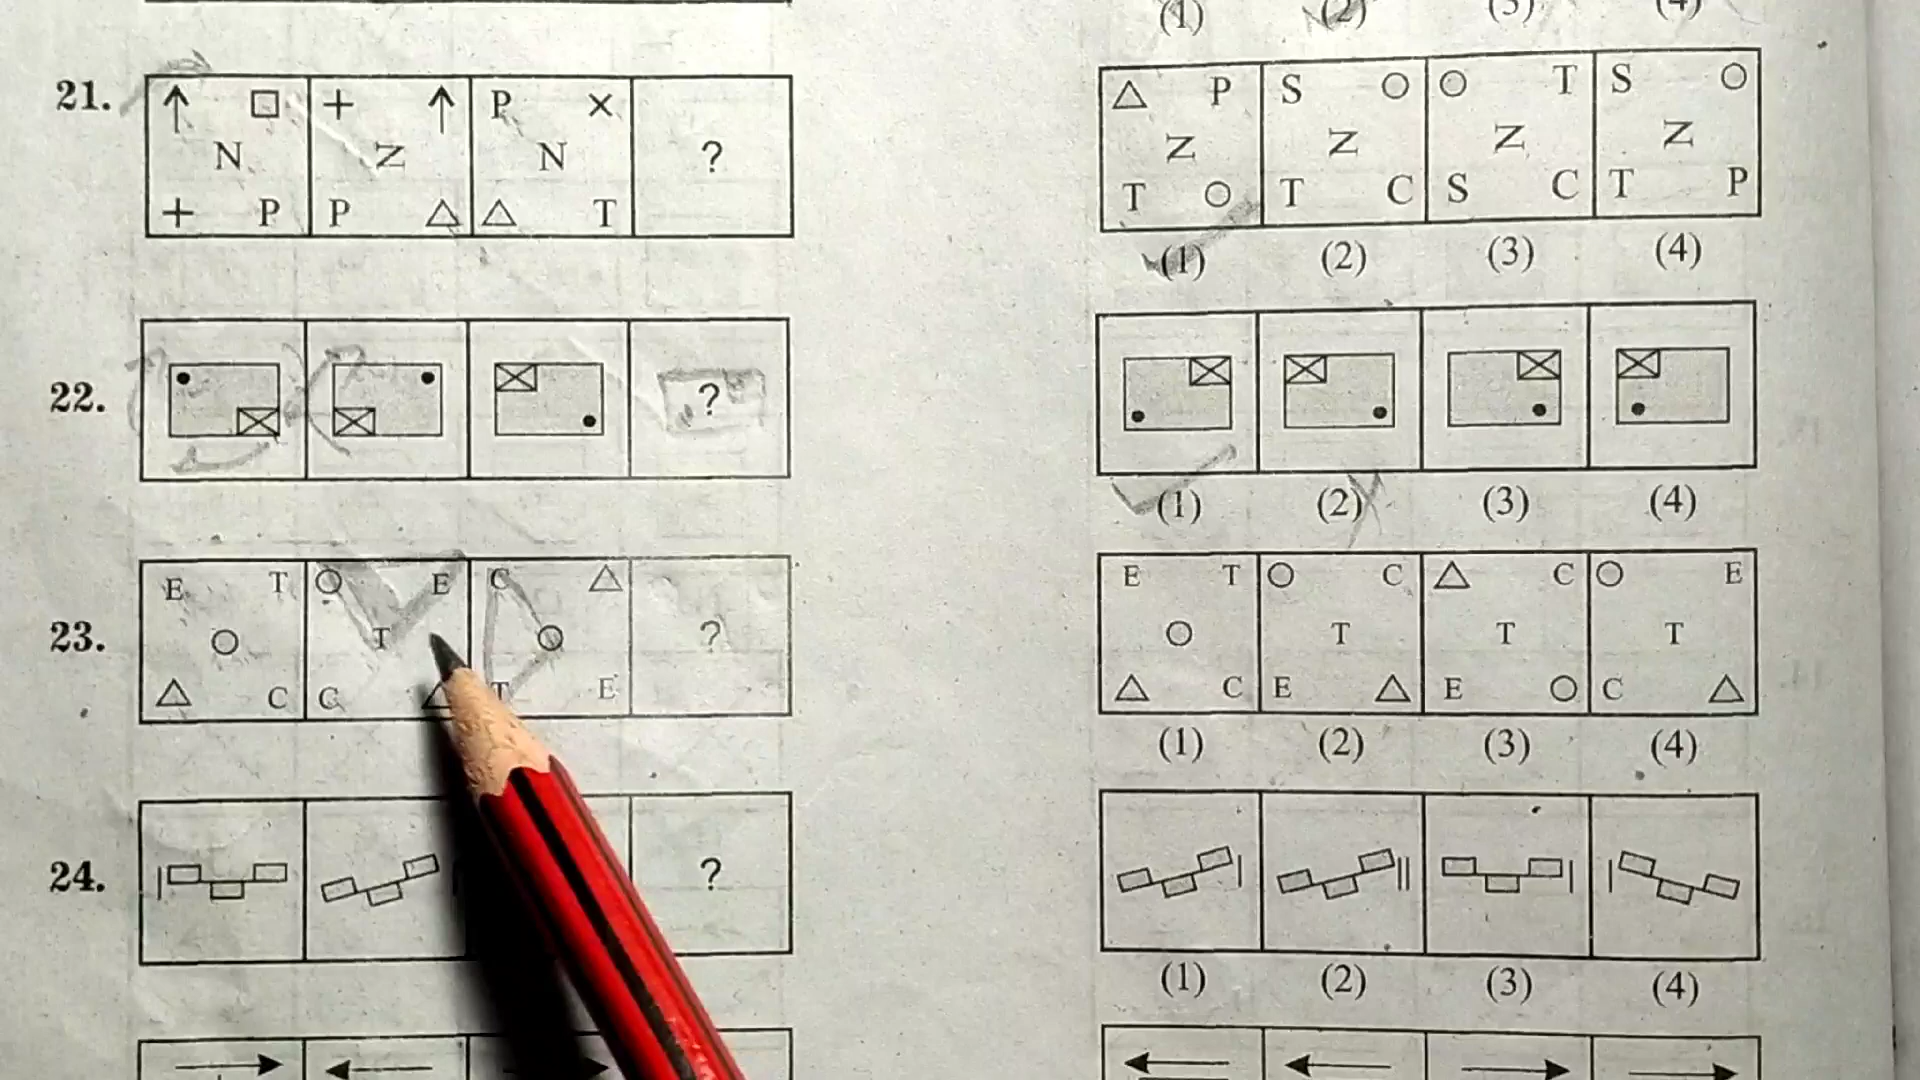 (1) (2) (3) (4)
21.
N P
Z P
P N T
?
P Z T
S Z T C
T Z S C
S Z T P
(1) (2) (3) (4)
22.
?
(1) (2) (3) (4)
23.
E T C
E T C
C T E
?
E T C
C T E
C T E
E T C
(1) (2) (3) (4)
24.
?
(1) (2) (3) (4)